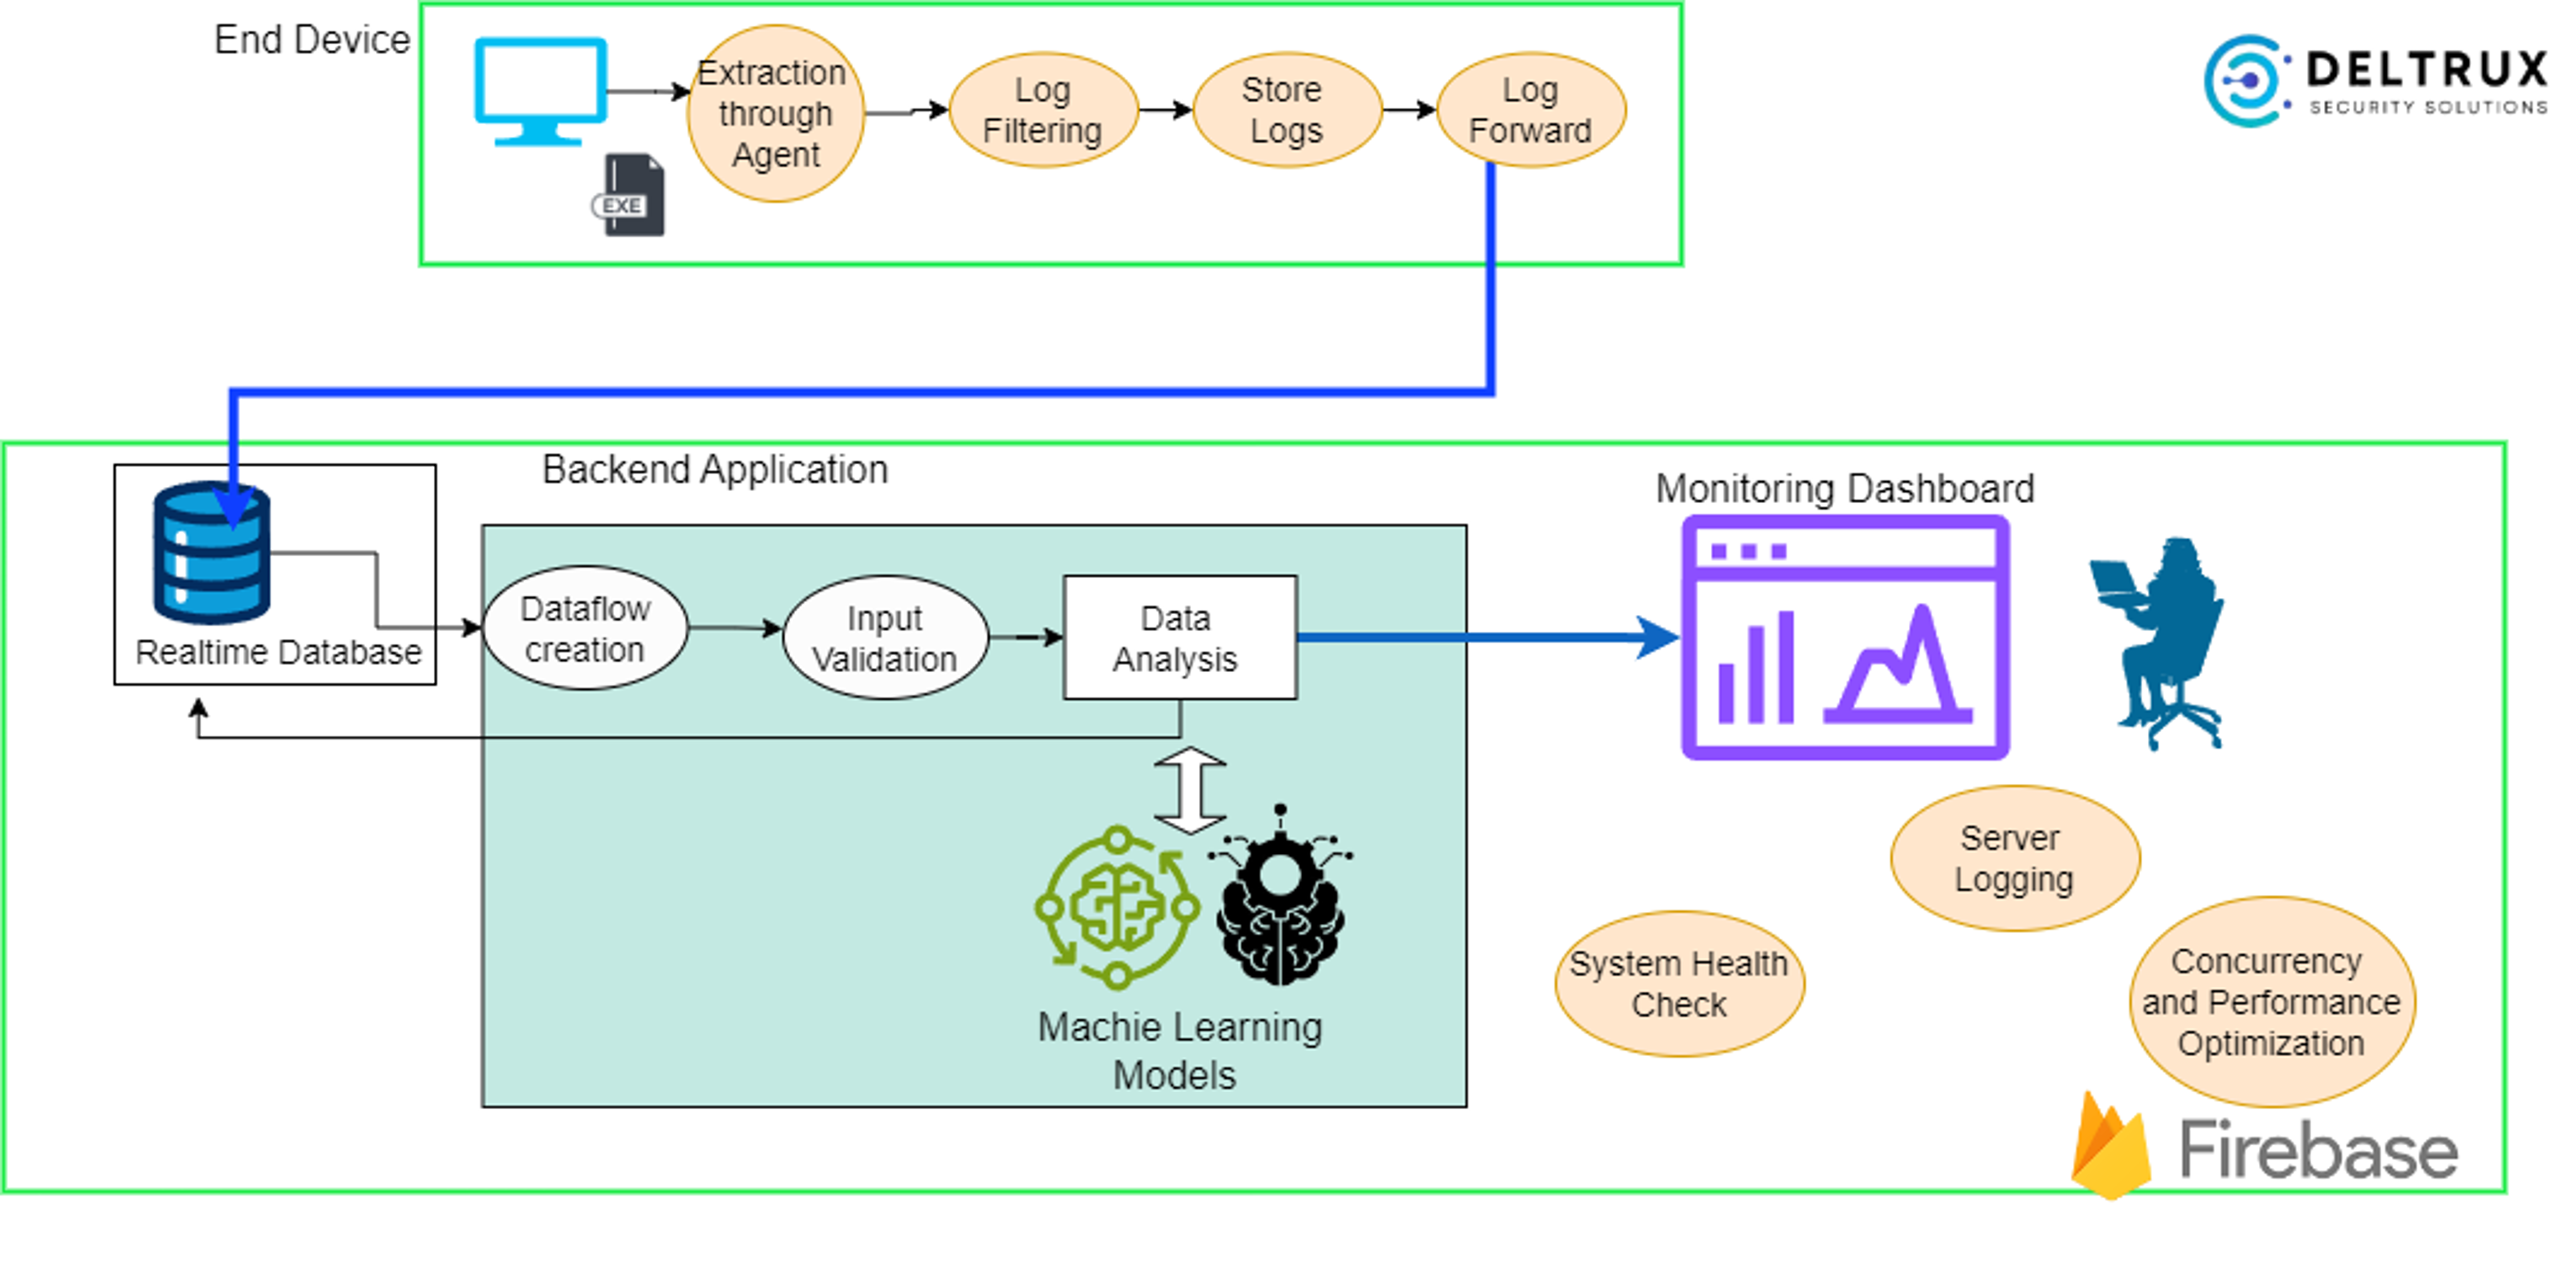 End Device
Extraction
through
Agent
Log
Filtering
Store
Logs
Log
Forward
DELTRUX
SECURITY SOLUTIONS
EXE
Backend Application
Monitoring Dashboard
Realtime Database
Dataflow
creation
Input
Validation
Data
Analysis
Machie Learning
Models
Server
Logging
System Health
Check
Concurrency
and Performance
Optimization
Firebase